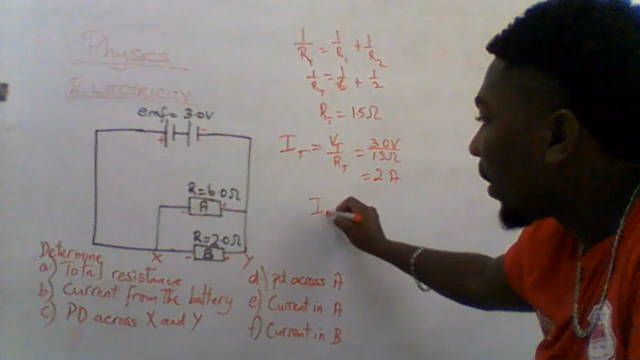 Physics
ELECTRICITY
emf= 3.0V
+ -
R=6.0Ω
A
R=2.0Ω
B
X Y
Determine
a) Total resistance
b) Current from the battery
c) PD across X and Y
d) pd across A
e) Current in A
f) Current in B
1/R_T = 1/R_1 + 1/R_2
1/R_T = 1/6 + 1/2
R_T = 1.5Ω
I_T = V_T/R_T = 3.0V/1.5Ω
= 2A
I